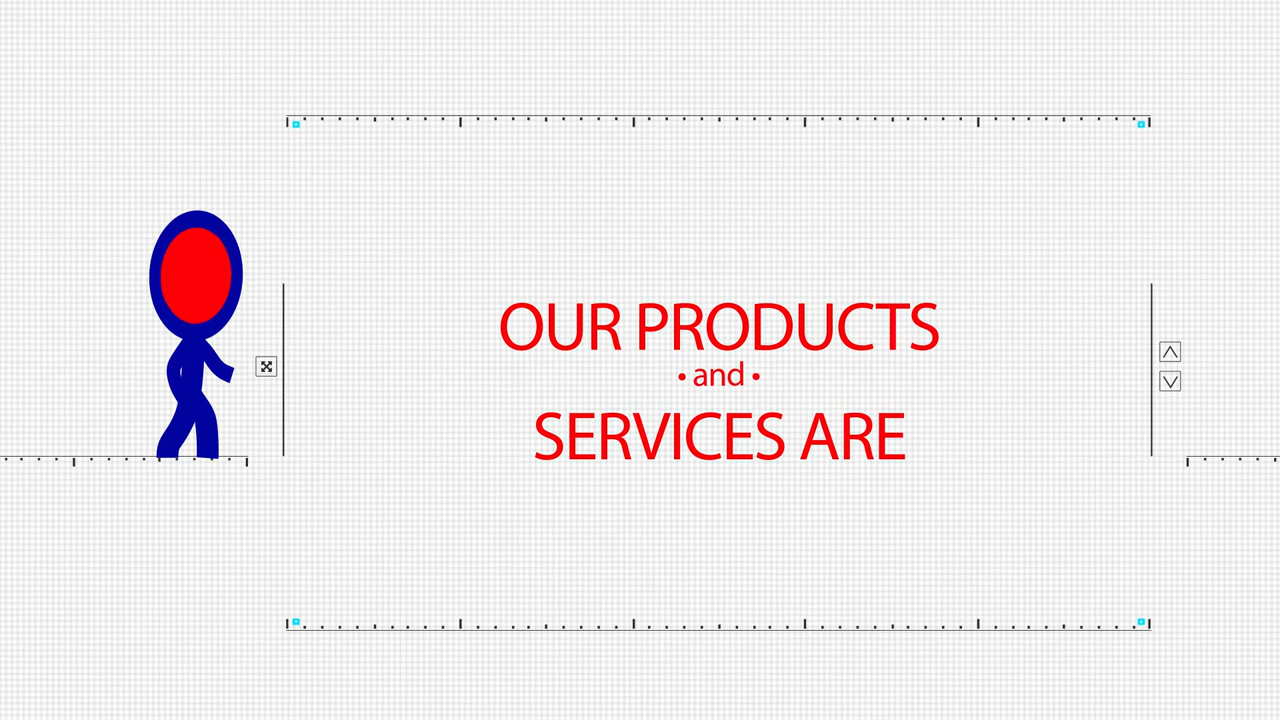 OUR PRODUCTS
• and •
SERVICES ARE